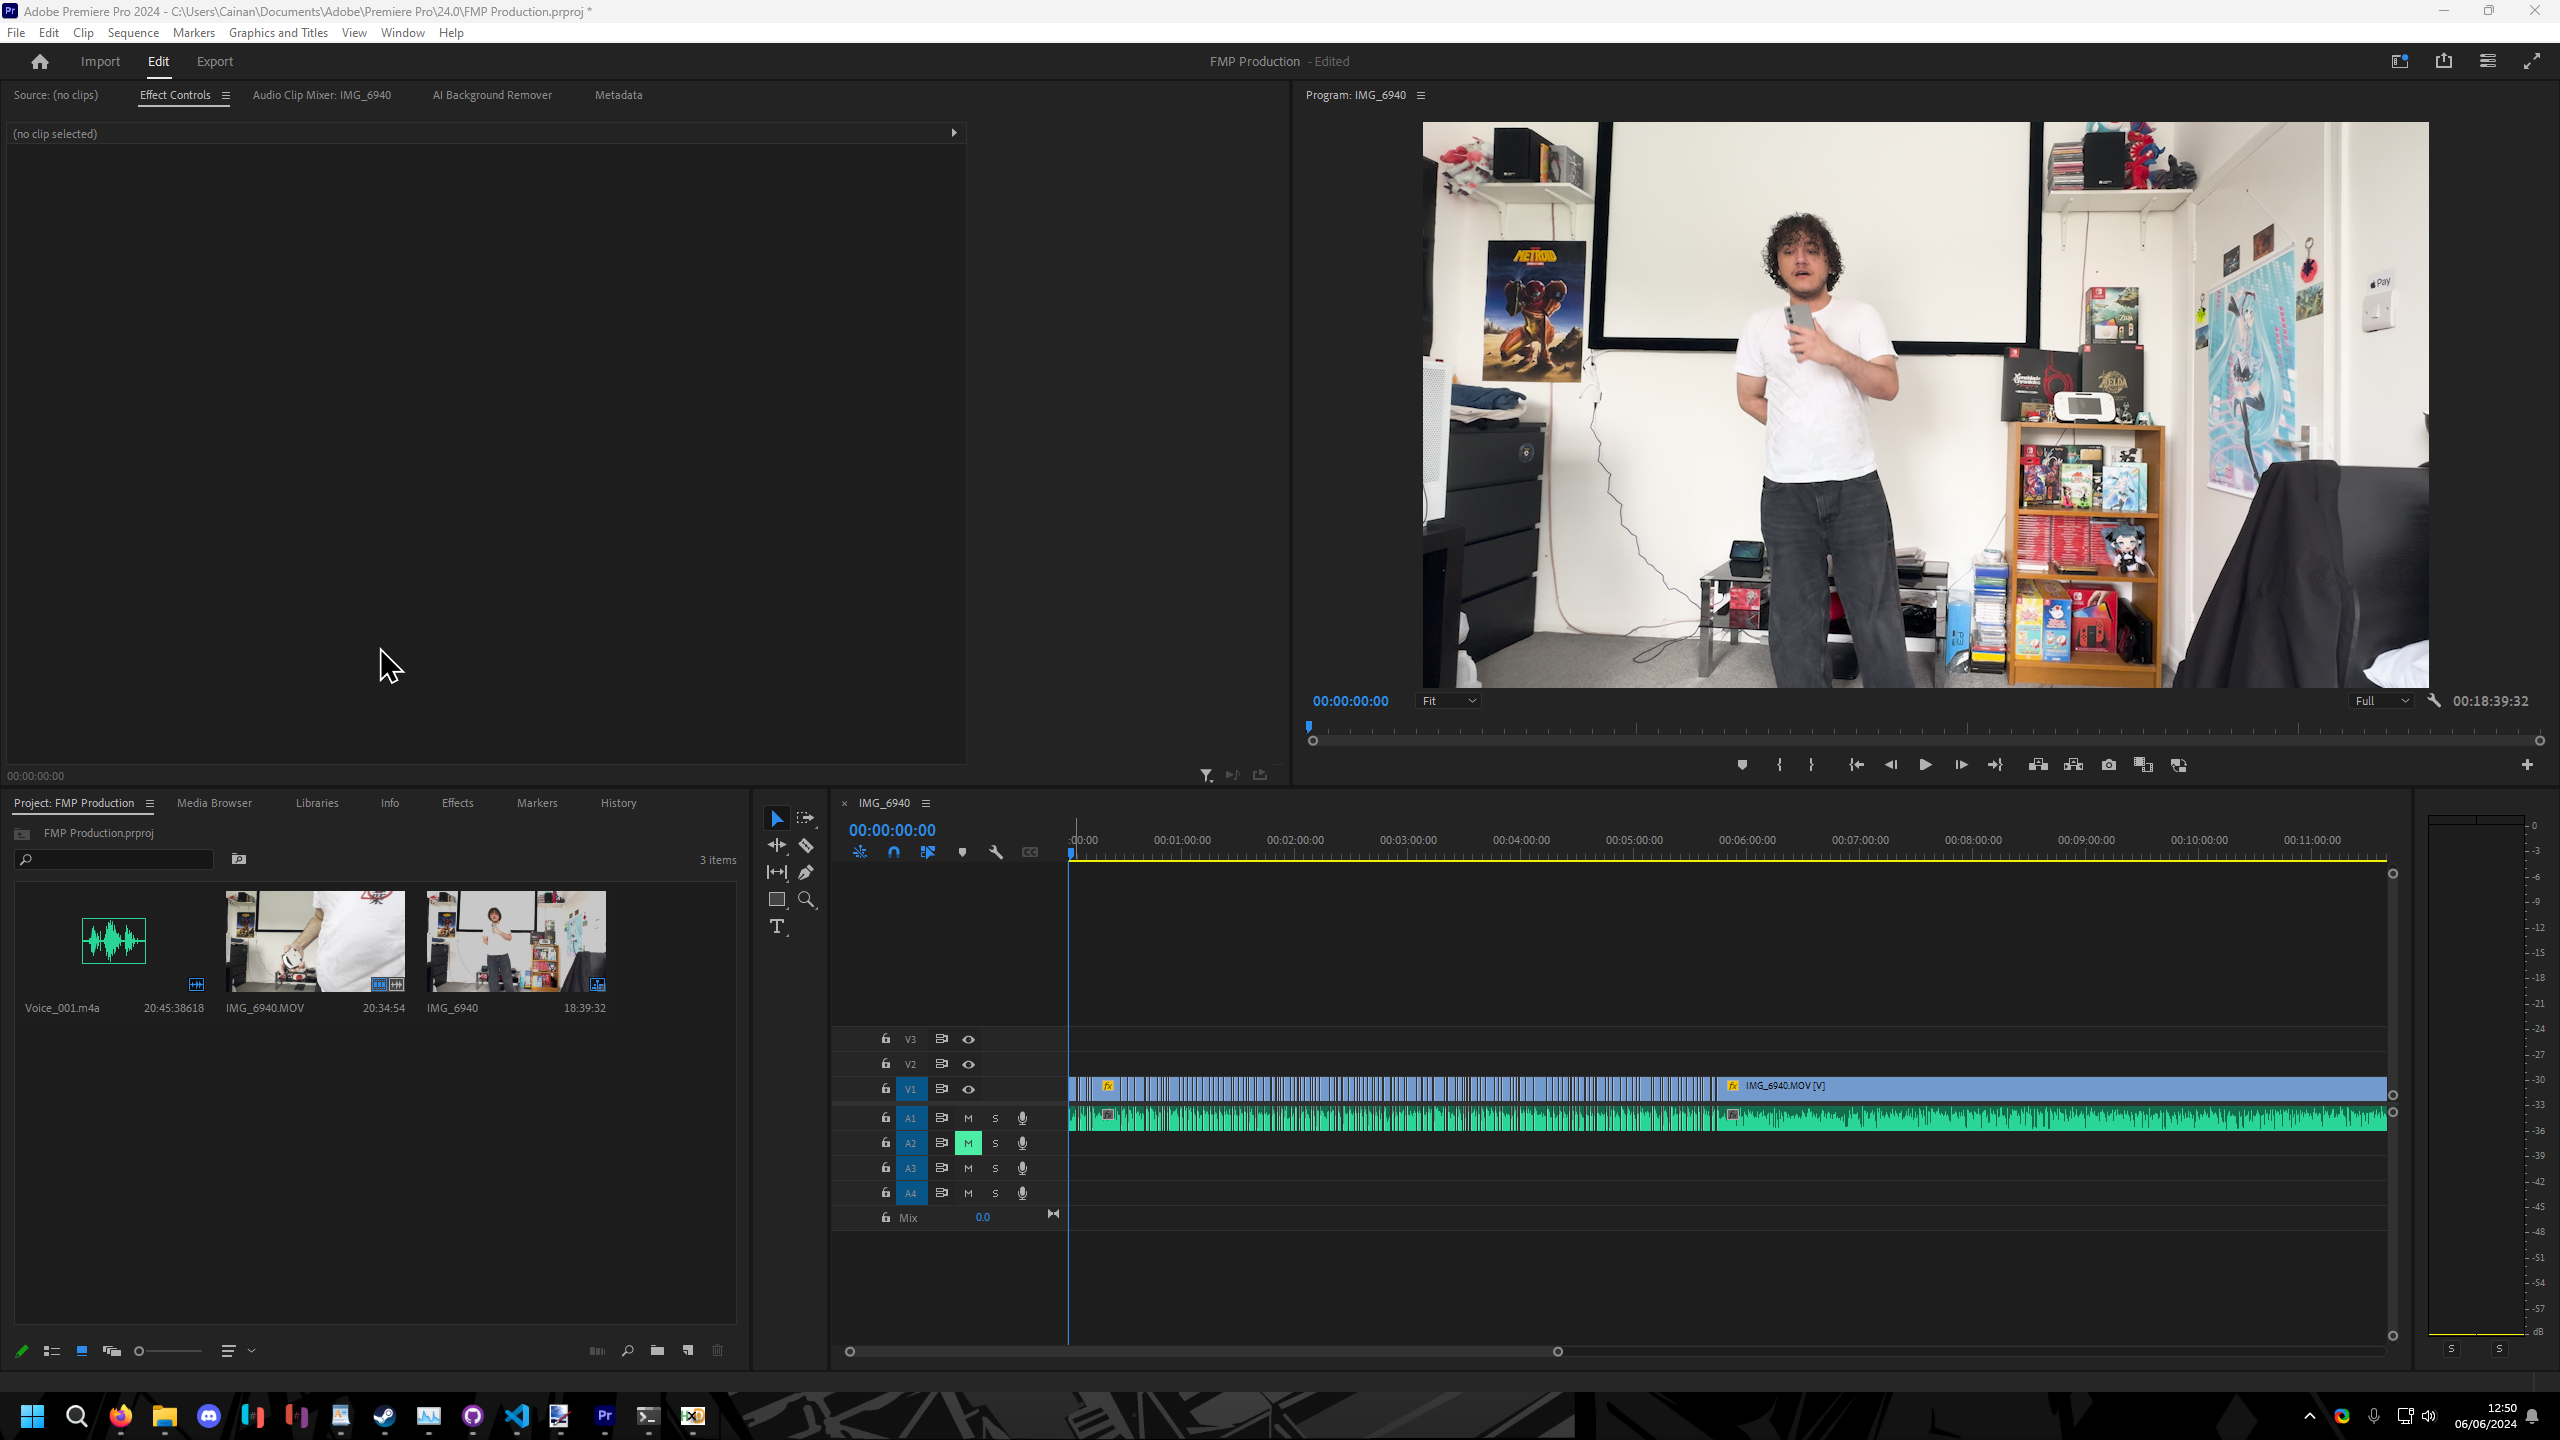 Adobe Premiere Pro 2024 - C:\Users\Cainan\Documents\Adobe\Premiere Pro\24.0\FMP Production.prproj *
File Edit Clip Sequence Markers Graphics and Titles View Window Help
Import Edit Export
FMP Production - Edited
Source: (no clips) Effect Controls Audio Clip Mixer: IMG_6940 AI Background Remover Metadata
(no clip selected)
00:00:00:00
Program: IMG_6940
METROID
Pay
ZELDA
00:00:00:00 Fit Full 00:18:39:32
Project: FMP Production Media Browser Libraries Info Effects Markers History
FMP Production.prproj
3 items
Voice_001.m4a 20:45:38618
IMG_6940.MOV 20:34:54
IMG_6940 18:39:32
IMG_6940
00:00:00:00
:00:00 00:01:00:00 00:02:00:00 00:03:00:00 00:04:00:00 00:05:00:00 00:06:00:00 00:07:00:00 00:08:00:00 00:09:00:00 00:10:00:00 00:11:00:00
V3
V2
V1 fx fx IMG_6940.MOV [V]
A1 M S fx fx
A2 M S
A3 M S
A4 M S
Mix 0.0
0
-3
-6
-9
-12
-15
-18
-21
-24
-27
-30
-33
-36
-39
-42
-45
-48
-51
-54
-57
dB
S S
Pr
12:50
06/06/2024